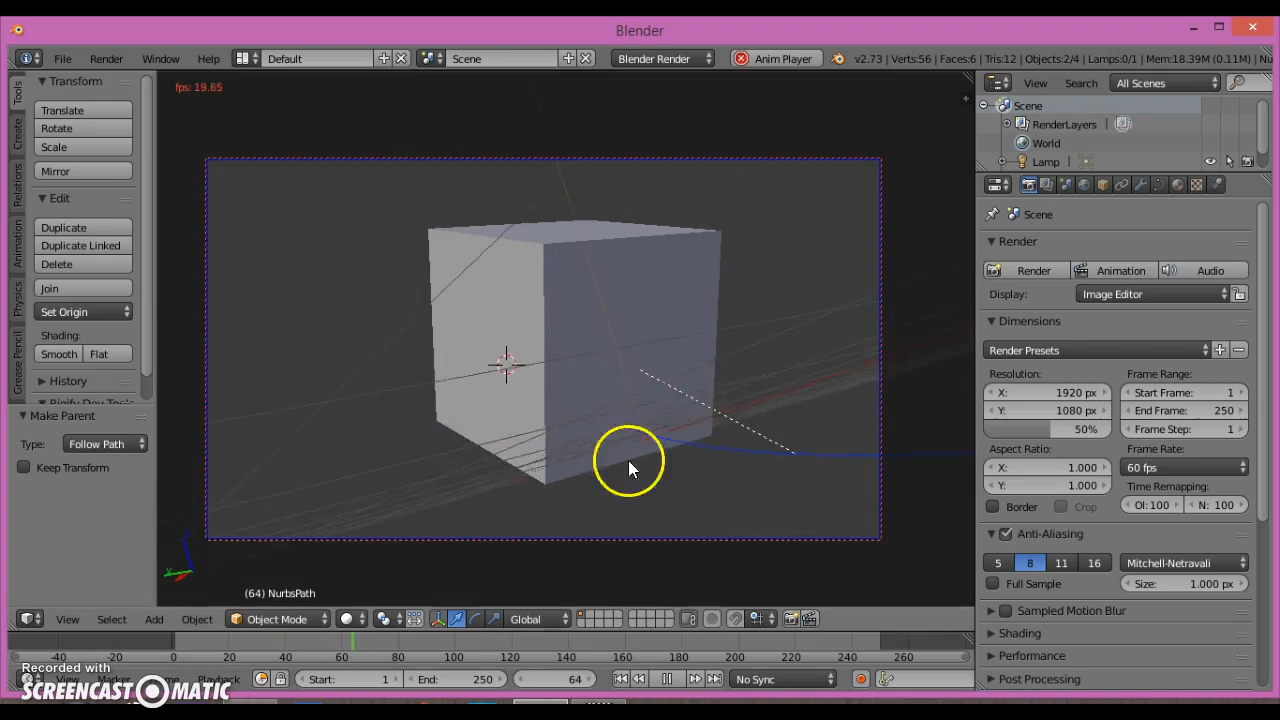 Blender
File Render Window Help Default Scene Blender Render Anim Player v2.73 | Verts:56 | Faces:6 | Tris:12 | Objects:2/4 | Lamps:0/1 | Mem:18.39M (0.11M) | Nu
Tools
Create
Relations
Animation
Physics
Grease Pencil
Transform
Translate
Rotate
Scale
Mirror
Edit
Duplicate
Duplicate Linked
Delete
Join
Set Origin
Shading:
Smooth Flat
History
Make Parent
Type: Follow Path
Keep Transform
fps: 19.65
(64) NurbsPath
View Select Add Object Object Mode Global
-40 -20 0 20 40 60 80 100 120 140 160 180 200 220 240 260
View Marker Start: 1 End: 250 64 No Sync
Recorded with
SCREENCAST-O-MATIC
View Search All Scenes
Scene
RenderLayers
World
Lamp
Scene
Render
Render Animation Audio
Display: Image Editor
Dimensions
Render Presets
Resolution: Frame Range:
X: 1920 px Start Frame: 1
Y: 1080 px End Frame: 250
50% Frame Step: 1
Aspect Ratio: Frame Rate:
X: 1.000 60 fps
Y: 1.000 Time Remapping:
Border Crop Ol:100 N: 100
Anti-Aliasing
5 8 11 16 Mitchell-Netravali
Full Sample Size: 1.000 px
Sampled Motion Blur
Shading
Performance
Post Processing